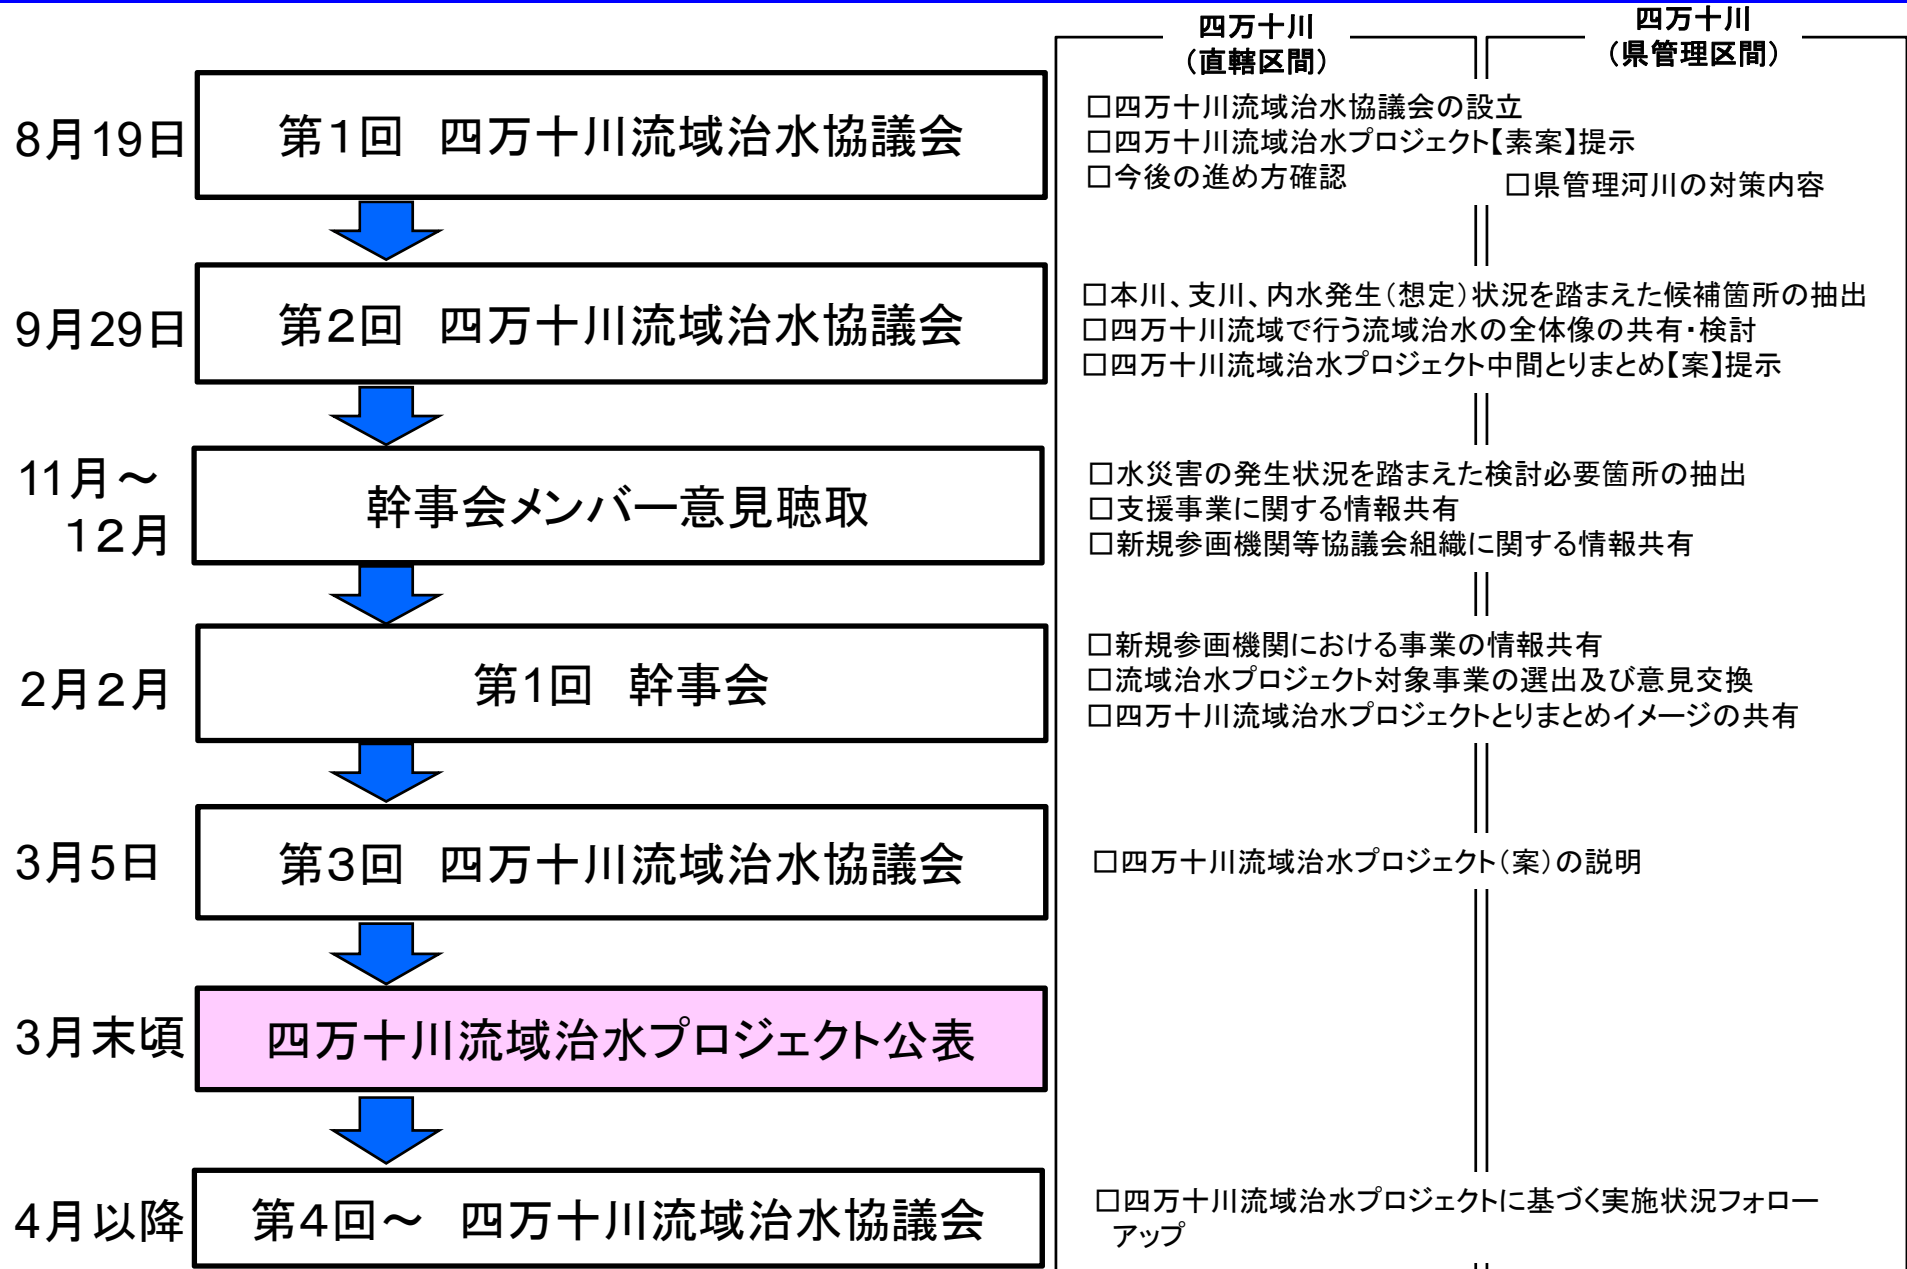 四万十川
（直轄区間）
四万十川
（県管理区間）
8月19日
第１回　四万十川流域治水協議会
□四万十川流域治水協議会の設立
□四万十川流域治水プロジェクト【素案】提示
□今後の進め方確認
□県管理河川の対策内容
9月29日
第２回　四万十川流域治水協議会
□本川、支川、内水発生（想定）状況を踏まえた候補箇所の抽出
□四万十川流域で行う流域治水の全体像の共有・検討
□四万十川流域治水プロジェクト中間とりまとめ【案】提示
11月～
１２月
幹事会メンバー意見聴取
□水災害の発生状況を踏まえた検討必要箇所の抽出
□支援事業に関する情報共有
□新規参画機関等協議会組織に関する情報共有
2月２月
第１回　幹事会
□新規参画機関における事業の情報共有
□流域治水プロジェクト対象事業の選出及び意見交換
□四万十川流域治水プロジェクトとりまとめイメージの共有
3月5日
第３回　四万十川流域治水協議会
□四万十川流域治水プロジェクト（案）の説明
3月末頃
四万十川流域治水プロジェクト公表
4月以降
第４回～　四万十川流域治水協議会
□四万十川流域治水プロジェクトに基づく実施状況フォロー
アップ